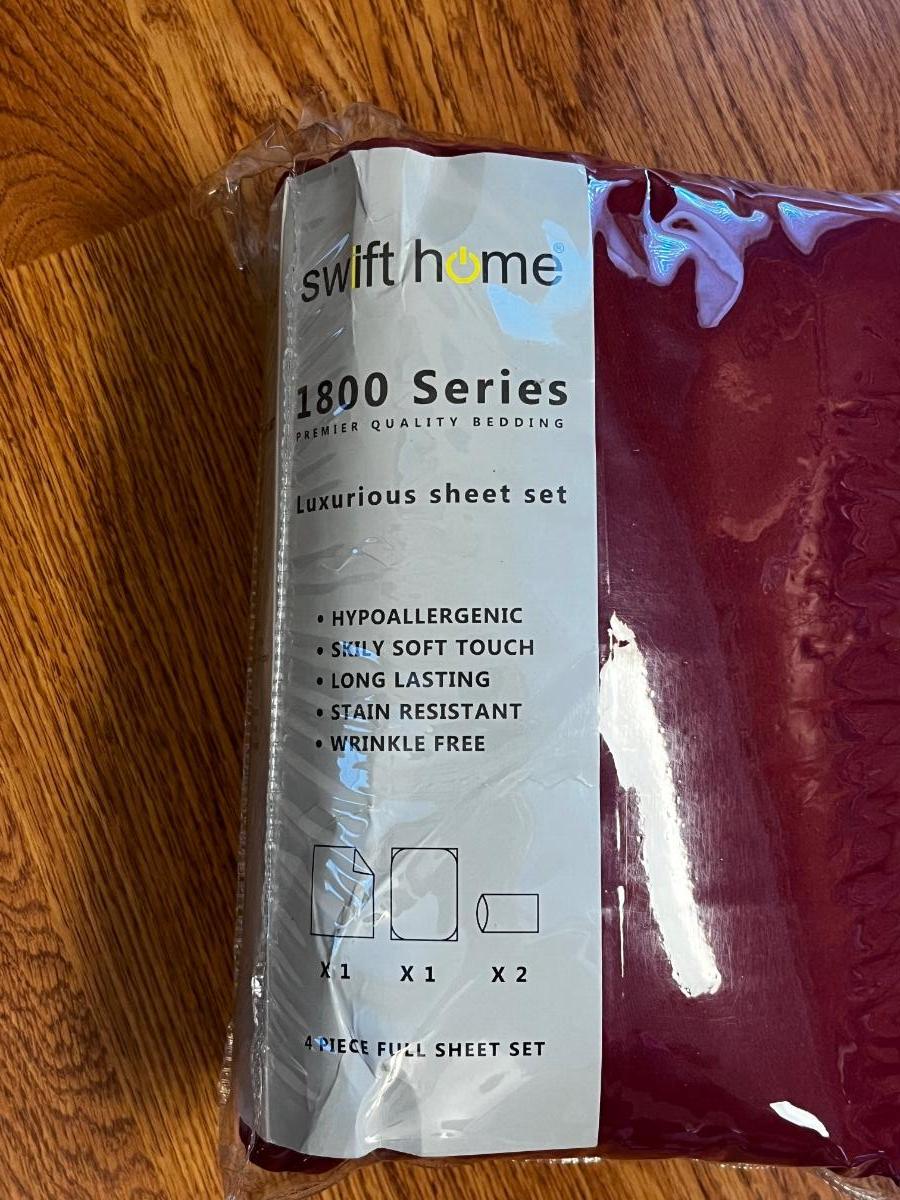 swift home®
1800 Series
PREMIER QUALITY BEDDING
Luxurious sheet set
• HYPOALLERGENIC
• SKILY SOFT TOUCH
• LONG LASTING
• STAIN RESISTANT
• WRINKLE FREE
X 1 X 1 X 2
4 PIECE FULL SHEET SET